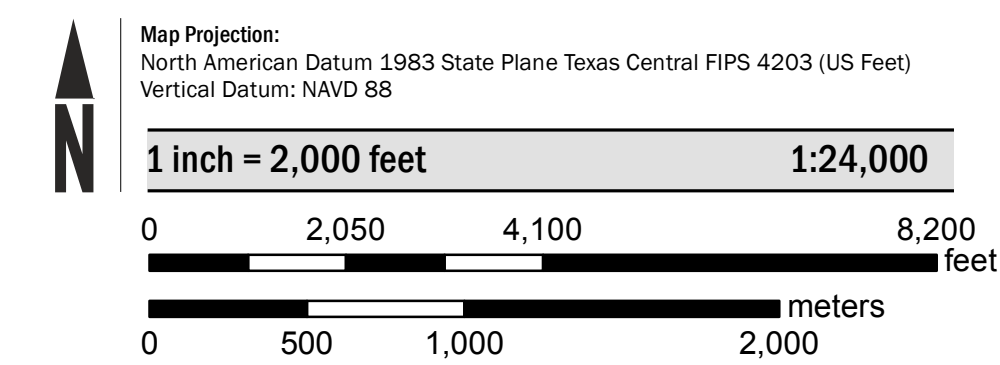 N
Map Projection:
North American Datum 1983 State Plane Texas Central FIPS 4203 (US Feet)
Vertical Datum: NAVD 88
1 inch = 2,000 feet 1:24,000
0 2,050 4,100 8,200
feet
meters
0 500 1,000 2,000